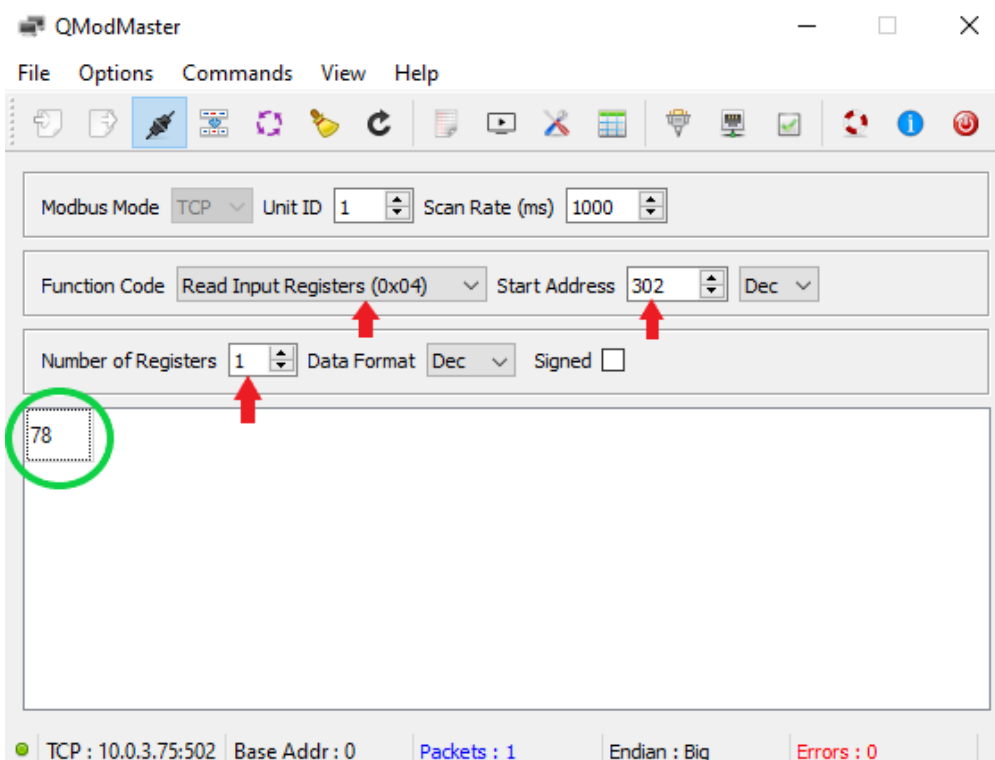 QModMaster
File Options Commands View Help
Modbus Mode TCP Unit ID 1 Scan Rate (ms) 1000
Function Code Read Input Registers (0x04) Start Address 302 Dec
Number of Registers 1 Data Format Dec Signed
78
TCP : 10.0.3.75:502 Base Addr : 0 Packets : 1 Endian : Big Errors : 0